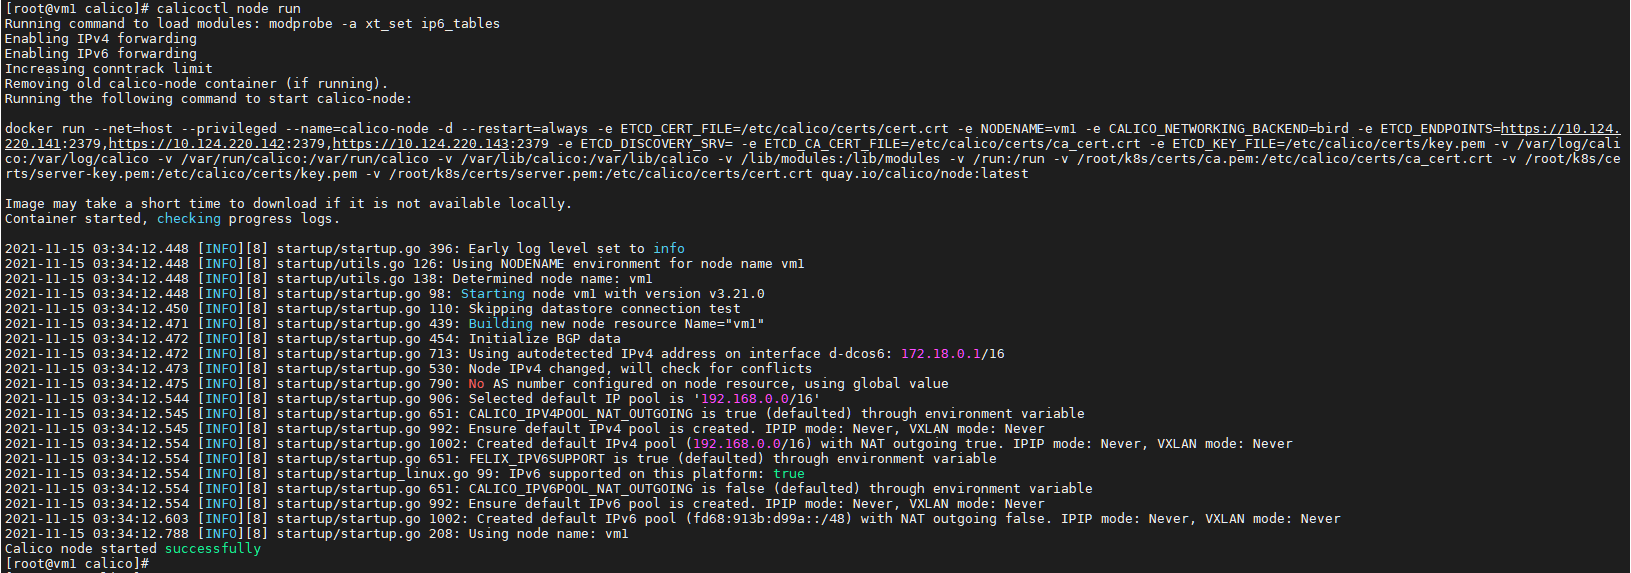 [root@vm1 calico]# calicoctl node run
Running command to load modules: modprobe -a xt_set ip6_tables
Enabling IPv4 forwarding
Enabling IPv6 forwarding
Increasing conntrack limit
Removing old calico-node container (if running).
Running the following command to start calico-node:
docker run --net=host --privileged --name=calico-node -d --restart=always -e ETCD_CERT_FILE=/etc/calico/certs/cert.crt -e NODENAME=vm1 -e CALICO_NETWORKING_BACKEND=bird -e ETCD_ENDPOINTS=https://10.124.
220.141:2379,https://10.124.220.142:2379,https://10.124.220.143:2379 -e ETCD_DISCOVERY_SRV= -e ETCD_CA_CERT_FILE=/etc/calico/certs/ca_cert.crt -e ETCD_KEY_FILE=/etc/calico/certs/key.pem -v /var/log/cali
co:/var/log/calico -v /var/run/calico:/var/run/calico -v /var/lib/calico:/var/lib/calico -v /lib/modules:/lib/modules -v /run:/run -v /root/k8s/certs/ca.pem:/etc/calico/certs/ca_cert.crt -v /root/k8s/ce
rts/server-key.pem:/etc/calico/certs/key.pem -v /root/k8s/certs/server.pem:/etc/calico/certs/cert.crt quay.io/calico/node:latest
Image may take a short time to download if it is not available locally.
Container started, checking progress logs.
2021-11-15 03:34:12.448 [INFO][8] startup/startup.go 396: Early log level set to info
2021-11-15 03:34:12.448 [INFO][8] startup/utils.go 126: Using NODENAME environment for node name vm1
2021-11-15 03:34:12.448 [INFO][8] startup/utils.go 138: Determined node name: vm1
2021-11-15 03:34:12.448 [INFO][8] startup/startup.go 98: Starting node vm1 with version v3.21.0
2021-11-15 03:34:12.450 [INFO][8] startup/startup.go 110: Skipping datastore connection test
2021-11-15 03:34:12.471 [INFO][8] startup/startup.go 439: Building new node resource Name="vm1"
2021-11-15 03:34:12.472 [INFO][8] startup/startup.go 454: Initialize BGP data
2021-11-15 03:34:12.472 [INFO][8] startup/startup.go 713: Using autodetected IPv4 address on interface d-dcos6: 172.18.0.1/16
2021-11-15 03:34:12.473 [INFO][8] startup/startup.go 530: Node IPv4 changed, will check for conflicts
2021-11-15 03:34:12.475 [INFO][8] startup/startup.go 790: No AS number configured on node resource, using global value
2021-11-15 03:34:12.544 [INFO][8] startup/startup.go 906: Selected default IP pool is '192.168.0.0/16'
2021-11-15 03:34:12.545 [INFO][8] startup/startup.go 651: CALICO_IPV4POOL_NAT_OUTGOING is true (defaulted) through environment variable
2021-11-15 03:34:12.545 [INFO][8] startup/startup.go 992: Ensure default IPv4 pool is created. IPIP mode: Never, VXLAN mode: Never
2021-11-15 03:34:12.554 [INFO][8] startup/startup.go 1002: Created default IPv4 pool (192.168.0.0/16) with NAT outgoing true. IPIP mode: Never, VXLAN mode: Never
2021-11-15 03:34:12.554 [INFO][8] startup/startup.go 651: FELIX_IPV6SUPPORT is true (defaulted) through environment variable
2021-11-15 03:34:12.554 [INFO][8] startup/startup_linux.go 99: IPv6 supported on this platform: true
2021-11-15 03:34:12.554 [INFO][8] startup/startup.go 651: CALICO_IPV6POOL_NAT_OUTGOING is false (defaulted) through environment variable
2021-11-15 03:34:12.554 [INFO][8] startup/startup.go 992: Ensure default IPv6 pool is created. IPIP mode: Never, VXLAN mode: Never
2021-11-15 03:34:12.603 [INFO][8] startup/startup.go 1002: Created default IPv6 pool (fd68:913b:d99a::/48) with NAT outgoing false. IPIP mode: Never, VXLAN mode: Never
2021-11-15 03:34:12.788 [INFO][8] startup/startup.go 208: Using node name: vm1
Calico node started successfully
[root@vm1 calico]#